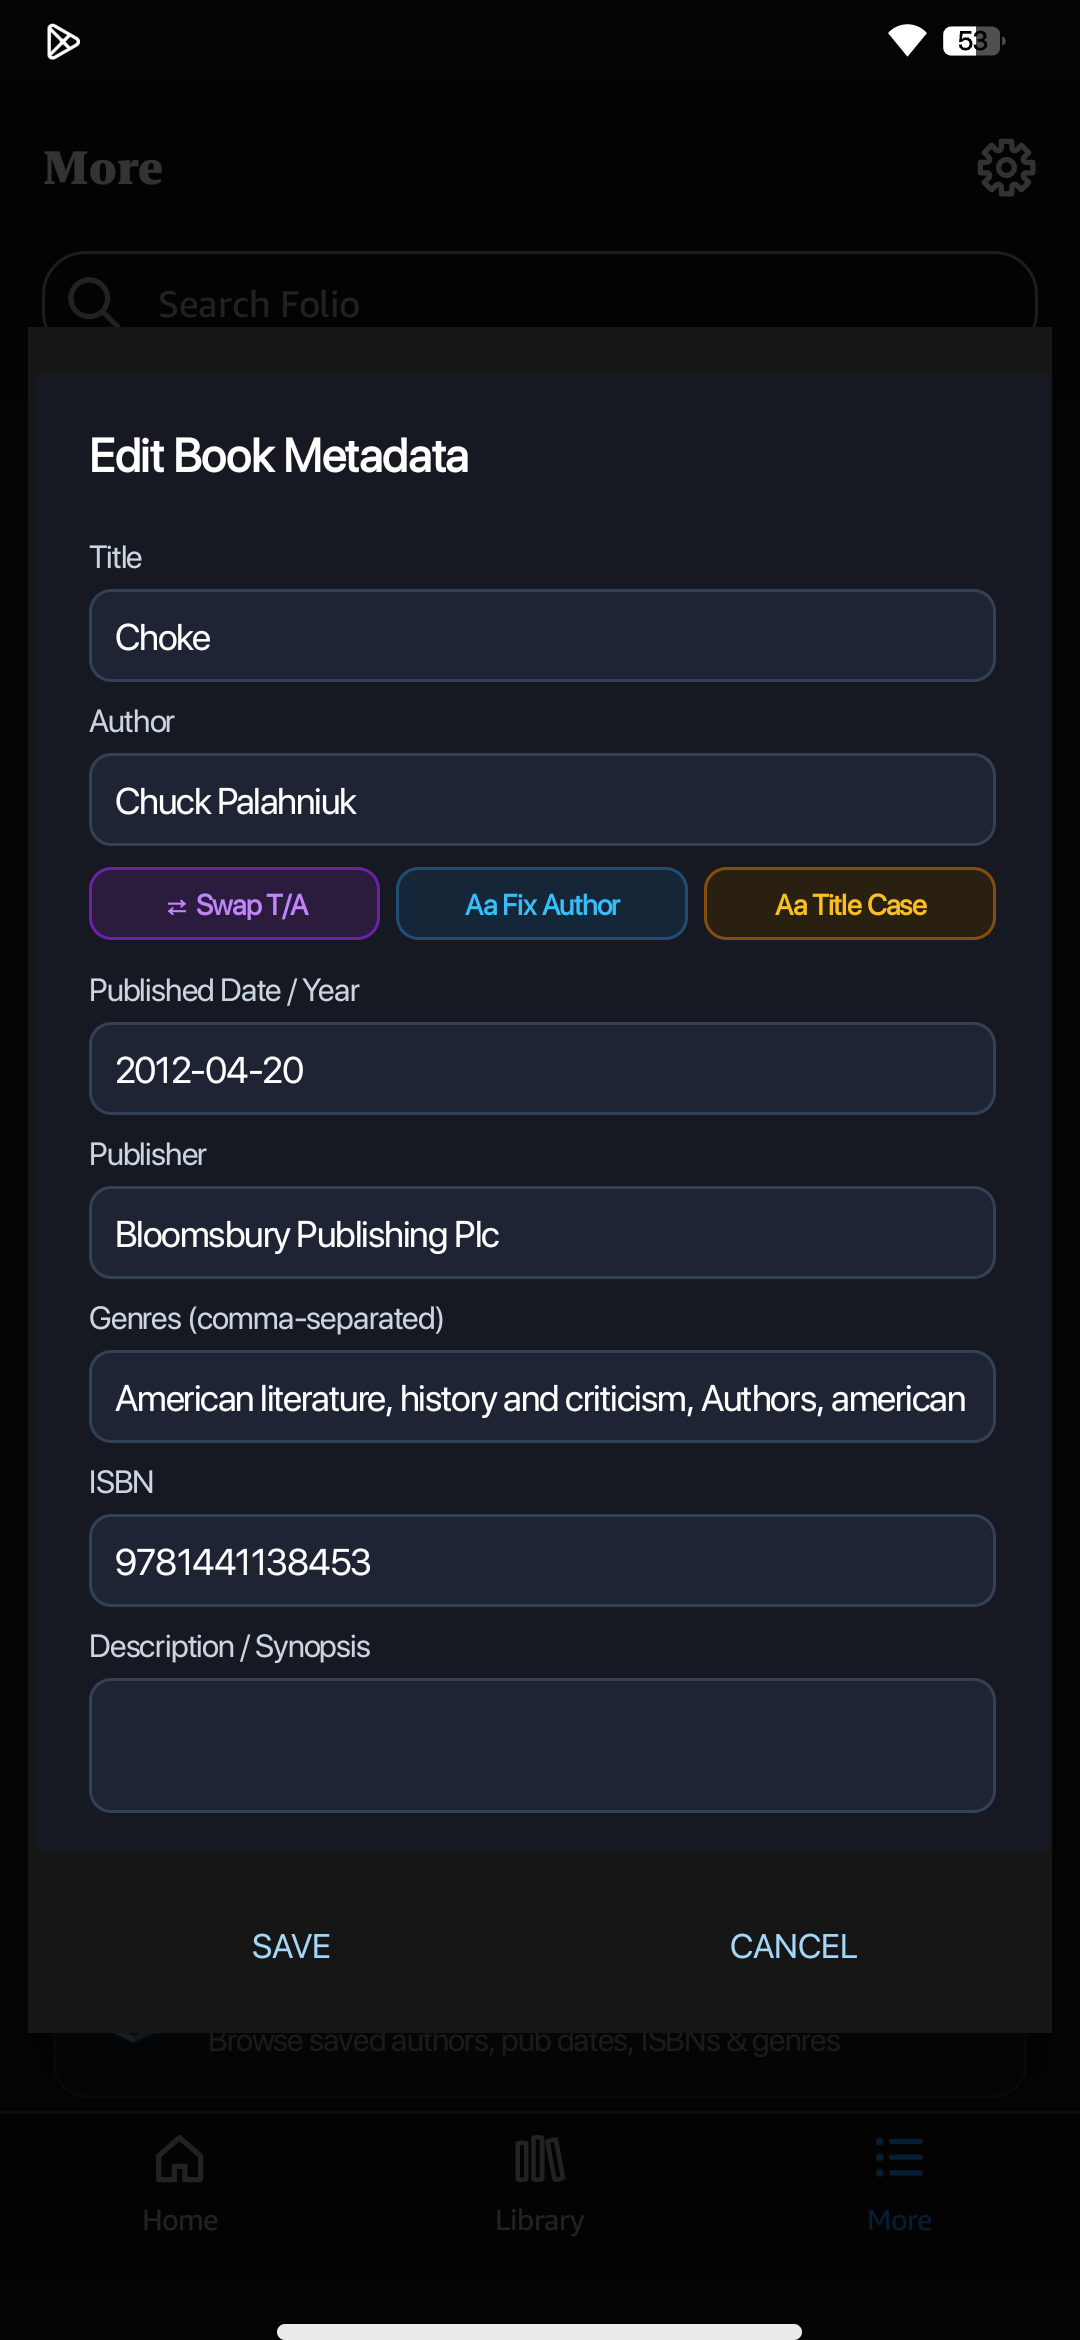 53
More
Search Folio
Edit Book Metadata
Title
Choke
Author
Chuck Palahniuk
⇄ Swap T/A
Aa Fix Author
Aa Title Case
Published Date / Year
2012-04-20
Publisher
Bloomsbury Publishing Plc
Genres (comma-separated)
American literature, history and criticism, Authors, american
ISBN
9781441138453
Description / Synopsis
SAVE
CANCEL
Browse saved authors, pub dates, ISBNs & genres
Home
Library
More